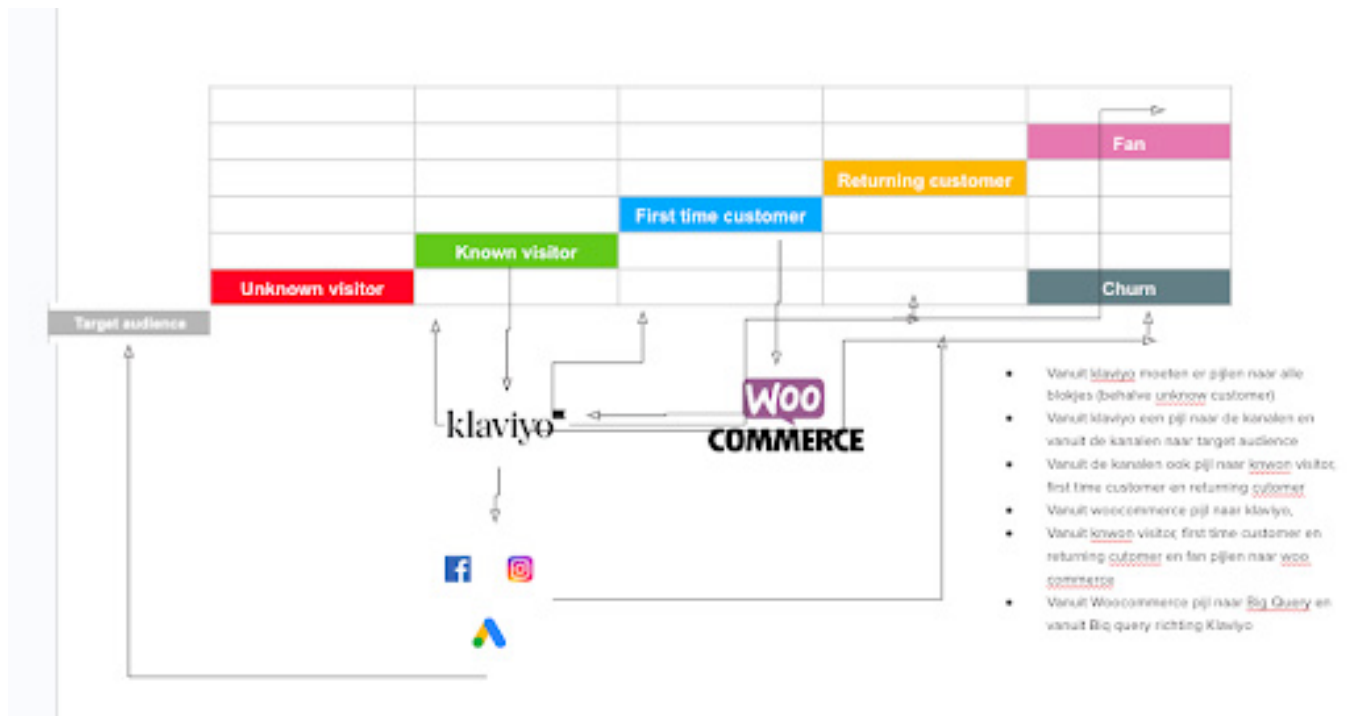 Fan
Returning customer
First time customer
Known visitor
Unknown visitor
Churn
Target audience
klaviyo
WOO
COMMERCE
Vanuit klaviyo moeten er pijlen naar alle
blokjes (behalve unknow customer)
Vanuit klaviyo een pijl naar de kanalen en
vanuit de kanalen naar target audience
Vanuit de kanalen ook pijl naar knwon visitor,
first time customer en returning cutomer
Vanuit woocommerce pijl naar klaviyo,
Vanuit knwon visitor, first time customer en
returning cutomer en fan pijlen naar woo
commerce
Vanuit Woocommerce pijl naar Big Query en
vanuit Big query richting Klaviyo